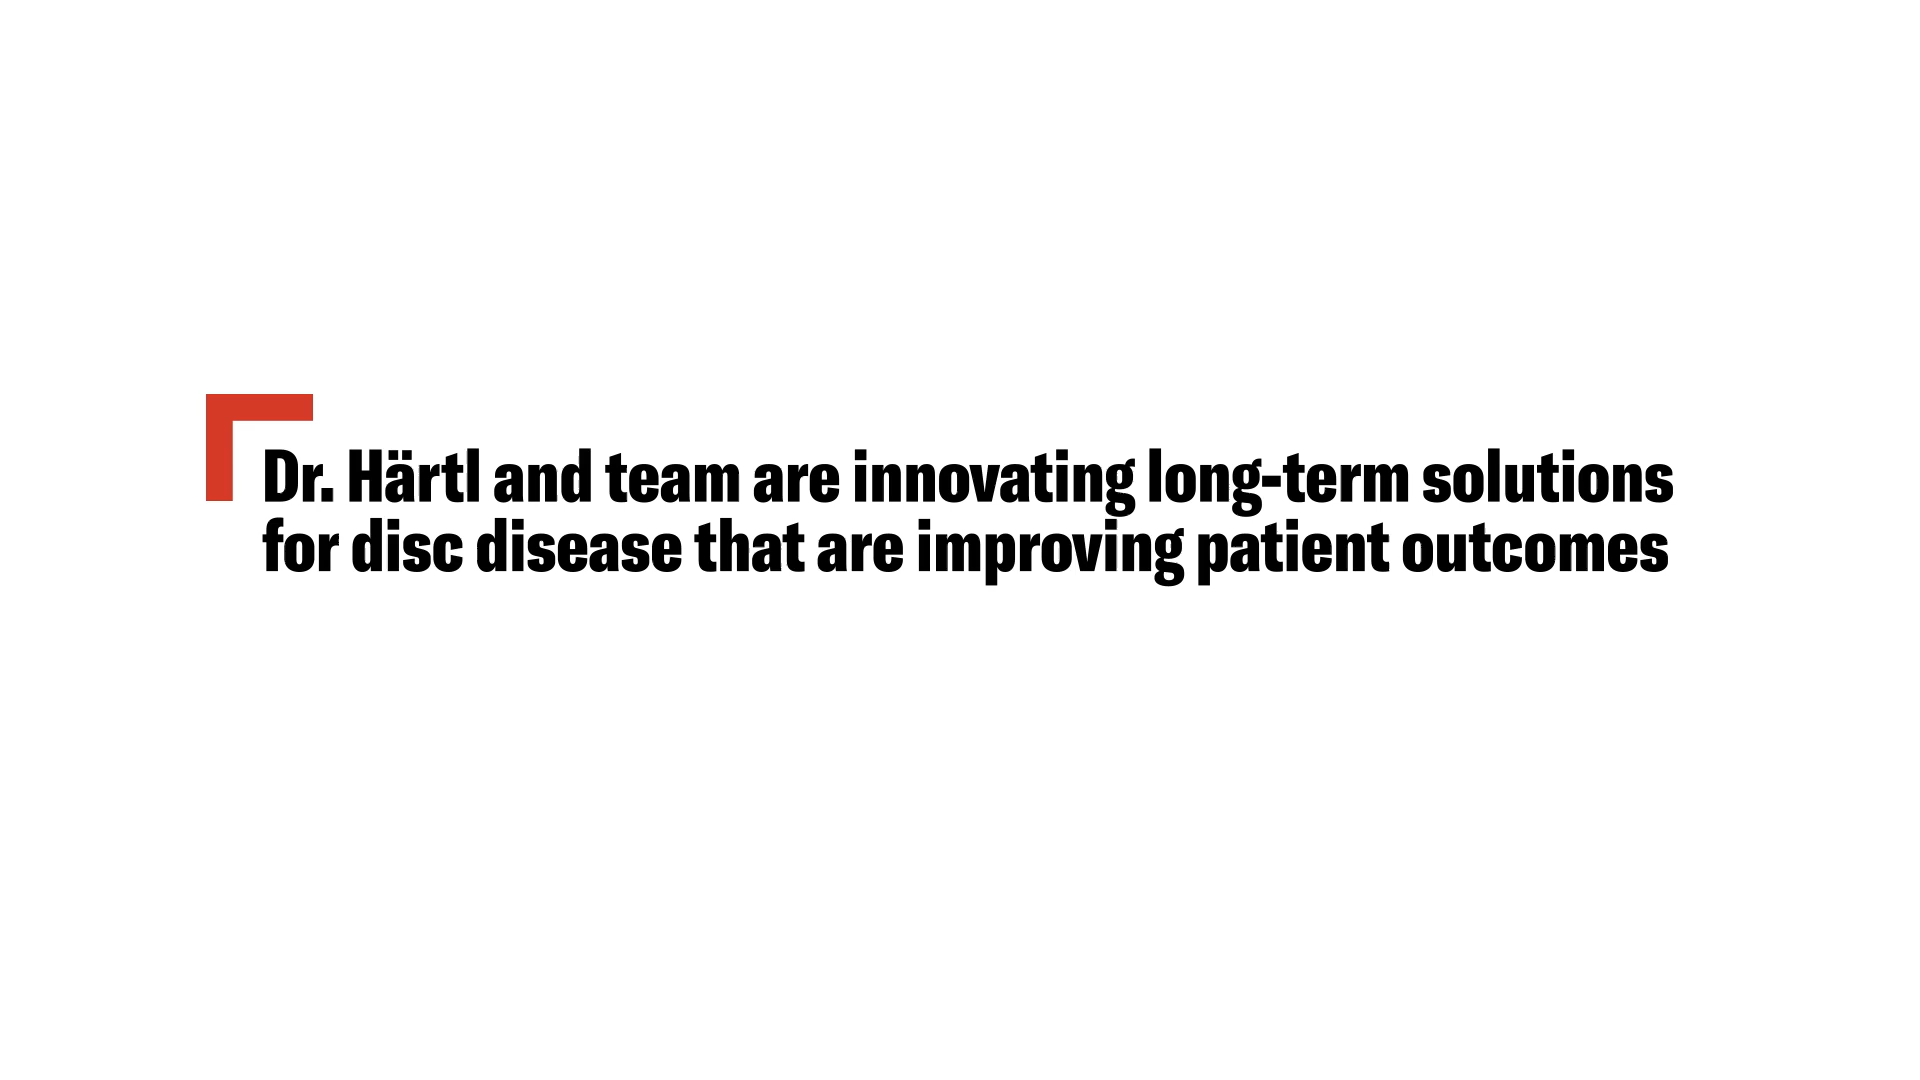 Dr. Härtl and team are innovating long-term solutions
for disc disease that are improving patient outcomes